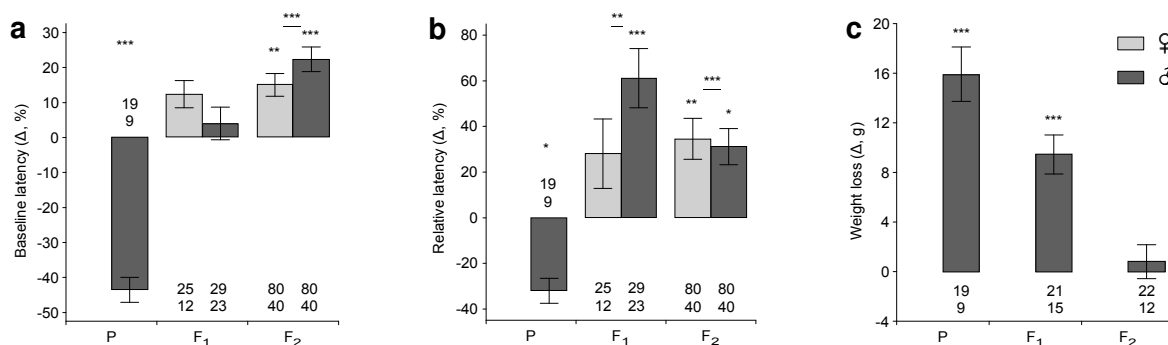 a
Baseline latency (Δ, %)
30
20
10
0
-10
-20
-30
-40
-50
***
**
***
***
19
9
25 29 80 80
12 23 40 40
P F1 F2
b
Relative latency (Δ, %)
80
60
40
20
0
-20
-40
*
**
***
**
***
*
19
9
25 29 80 80
12 23 40 40
P F1 F2
c
Weight loss (Δ, g)
20
16
12
8
4
0
-4
***
***
♀
♂
19 21 22
9 15 12
P F1 F2